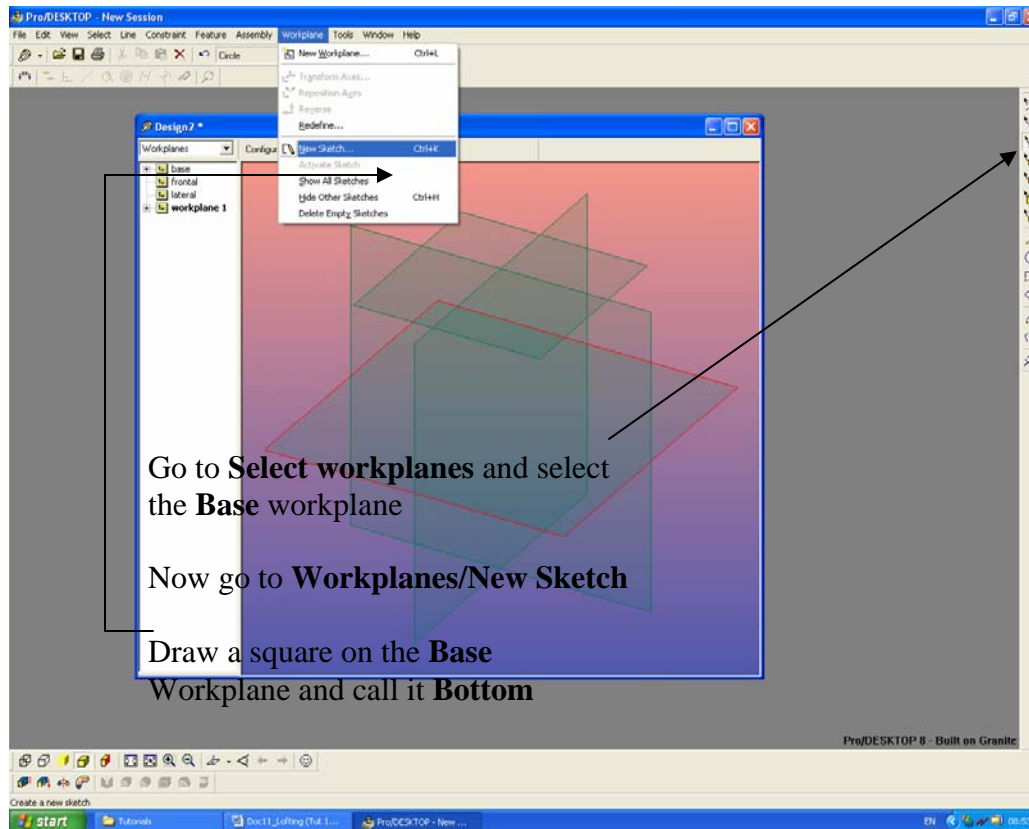 Pro/DESKTOP - New Session
File Edit View Select Line Constraint Feature Assembly Workplane Tools Window Help
Circle
New Workplane... Ctrl+L
Transform Axes...
Reposition Axes
Reverse
Redefine...
New Sketch... Ctrl+K
Activate Sketch
Show All Sketches
Hide Other Sketches Ctrl+H
Delete Empty Sketches
Design2 *
Workplanes
base
frontal
lateral
workplane 1
Go to Select workplanes and select
the Base workplane
Now go to Workplanes/New Sketch
Draw a square on the Base
Workplane and call it Bottom
Pro/DESKTOP 8 - Built on Granite
Create a new sketch
start Tutorials Doc11_Lofting (Tut 1... Pro/DESKTOP - New ... EN